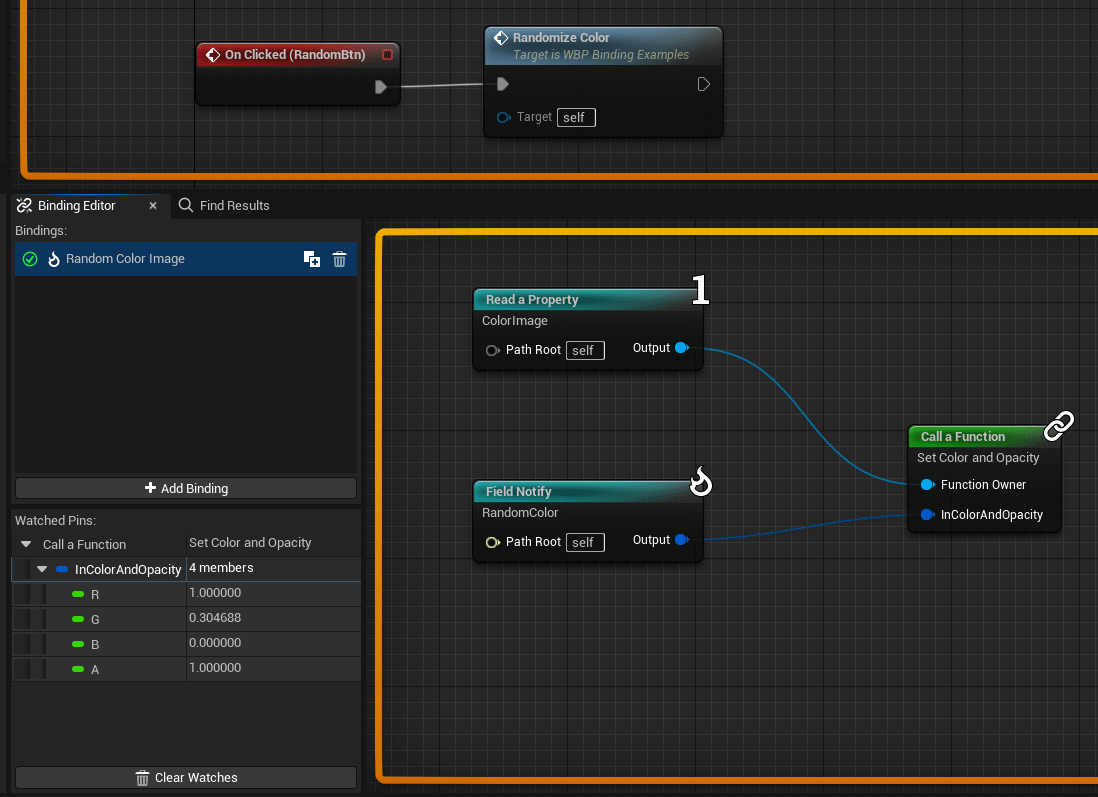 On Clicked (RandomBtn)
Randomize Color
Target is WBP Binding Examples
Target self
Binding Editor
Find Results
Bindings:
Random Color Image
Add Binding
Watched Pins:
Call a Function Set Color and Opacity
InColorAndOpacity 4 members
R 1.000000
G 0.304688
B 0.000000
A 1.000000
Clear Watches
Read a Property
1
ColorImage
Path Root self Output
Field Notify
RandomColor
Path Root self Output
Call a Function
Set Color and Opacity
Function Owner
InColorAndOpacity